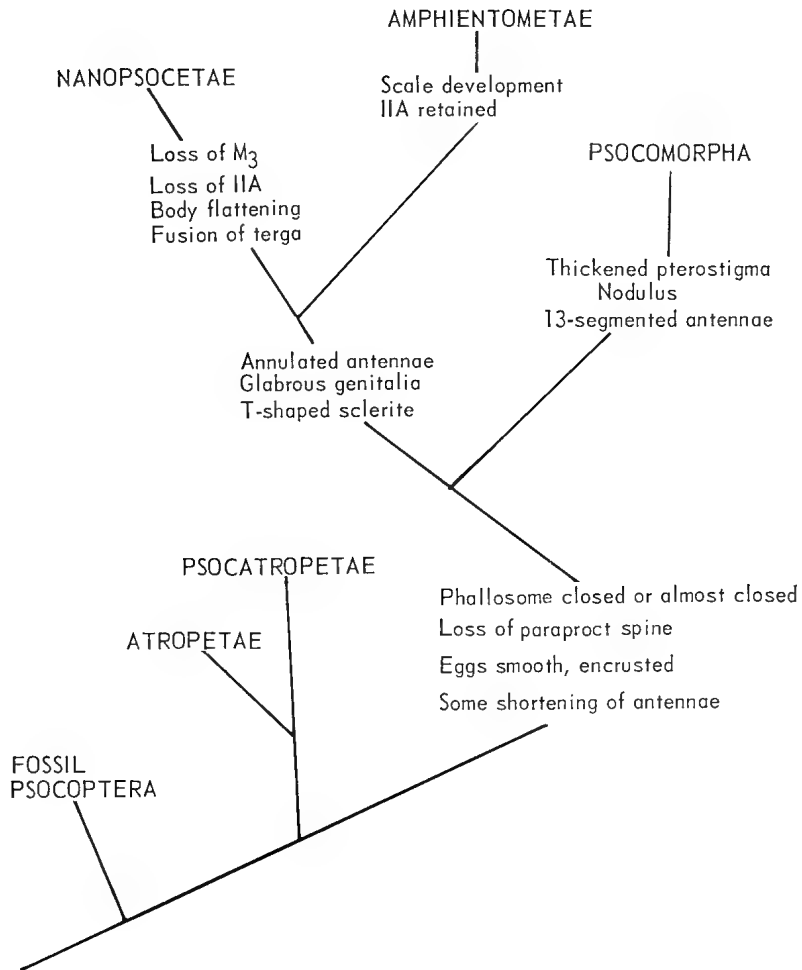 AMPHIENTOMETAE
Scale development
IIA retained
NANOPSOCETAE
Loss of M3
Loss of IIA
Body flattening
Fusion of terga
PSOCOMORPHA
Thickened pterostigma
Nodulus
13-segmented antennae
Annulated antennae
Glabrous genitalia
T-shaped sclerite
PSOCATROPETAE
ATROPETAE
Phallosome closed or almost closed
Loss of paraproct spine
Eggs smooth, encrusted
Some shortening of antennae
FOSSIL
PSOCOPTERA